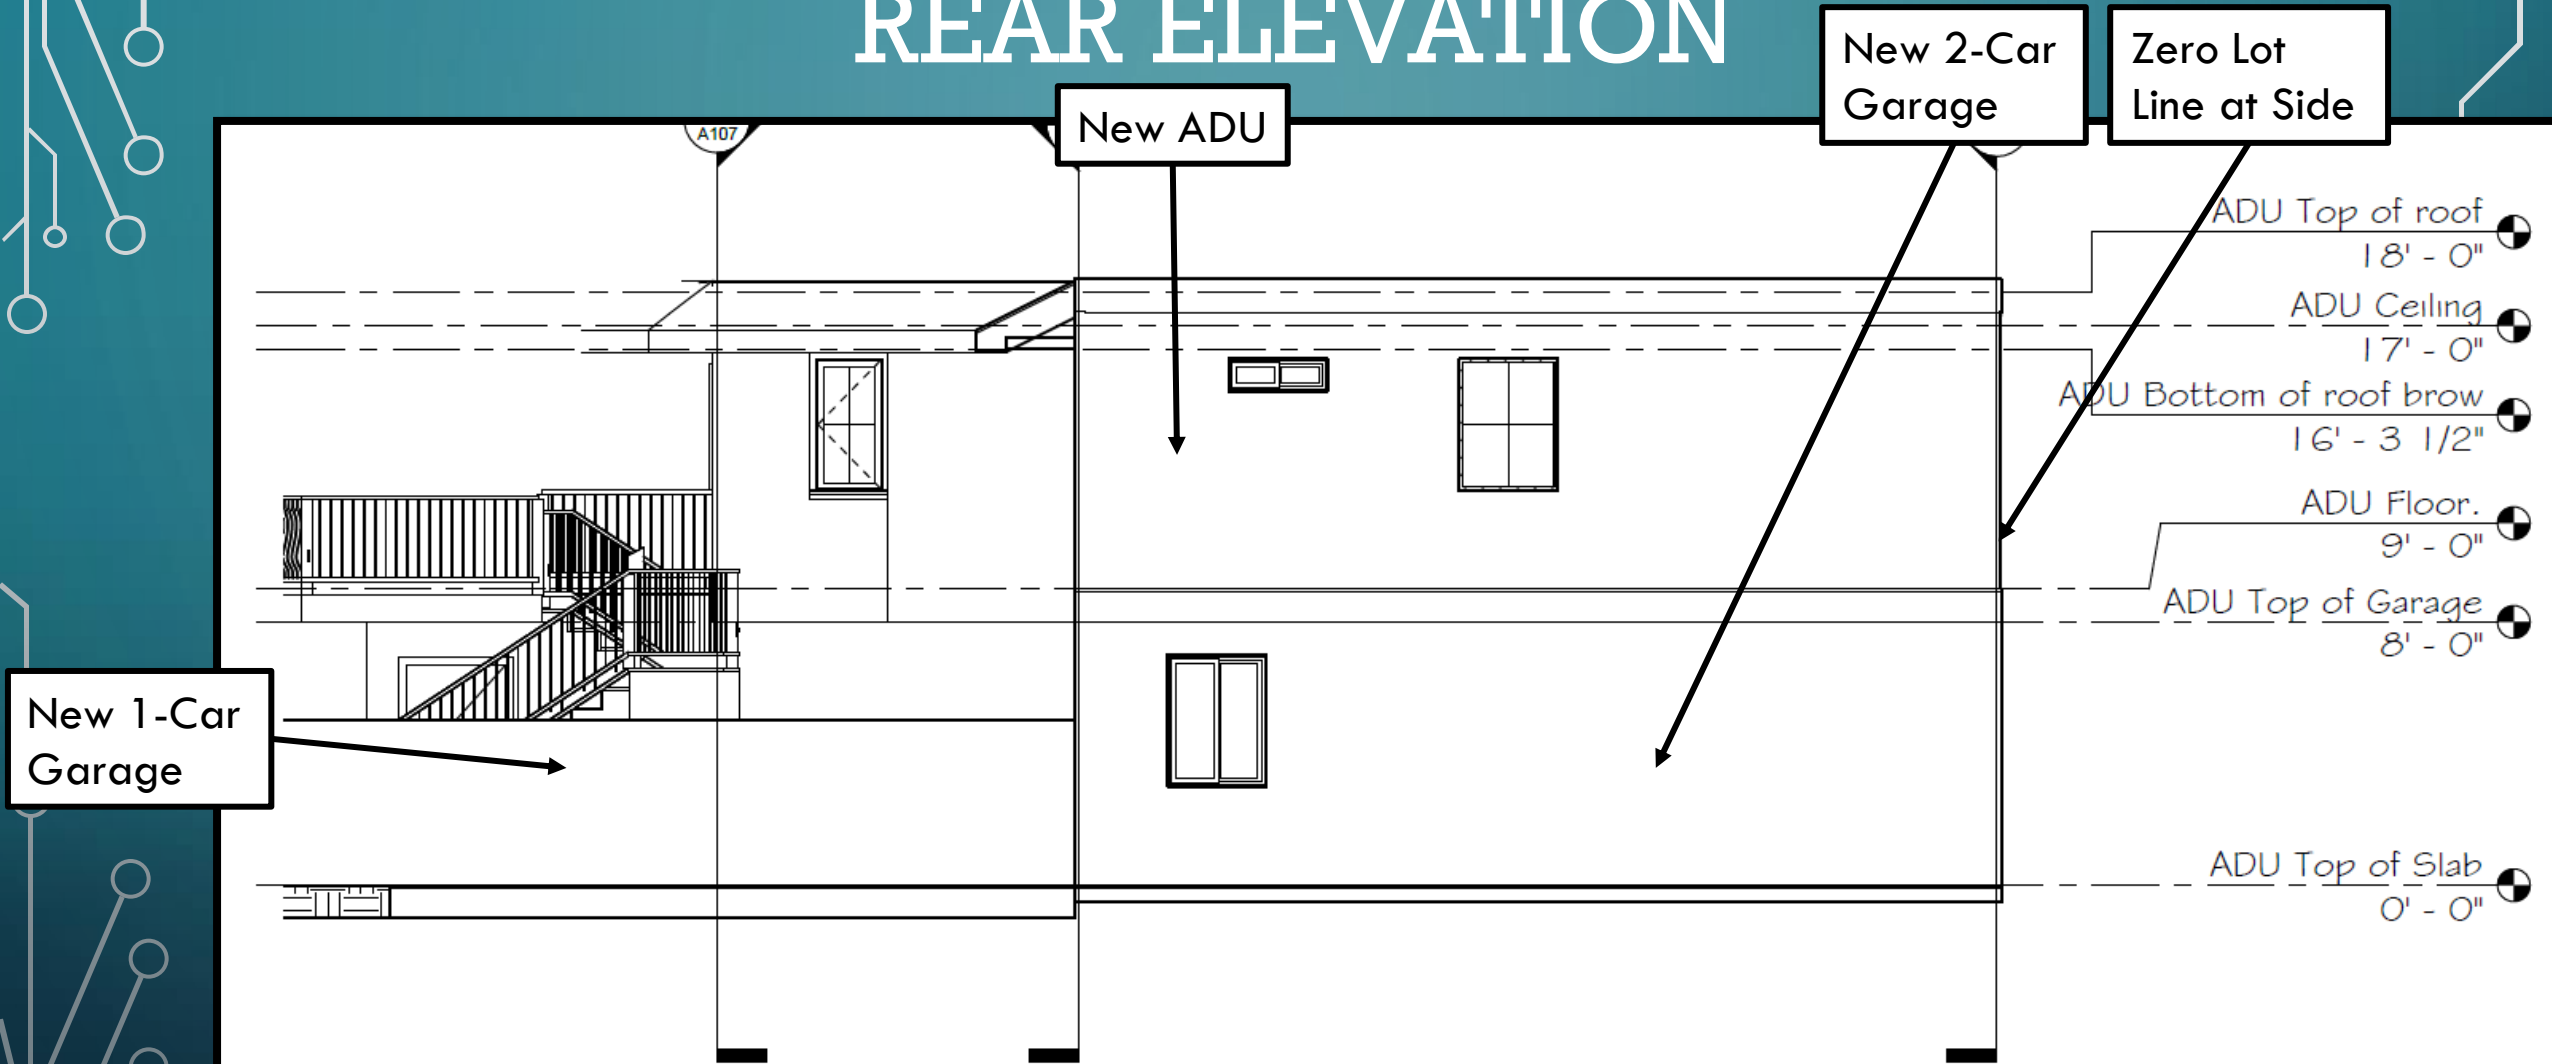 REAR ELEVATION
New 2-Car
Garage
Zero Lot
Line at Side
New ADU
A107
ADU Top of roof
18' - 0"
ADU Ceiling
17' - 0"
ADU Bottom of roof brow
16' - 3 1/2"
ADU Floor.
9' - 0"
ADU Top of Garage
8' - 0"
New 1-Car
Garage
ADU Top of Slab
0' - 0"